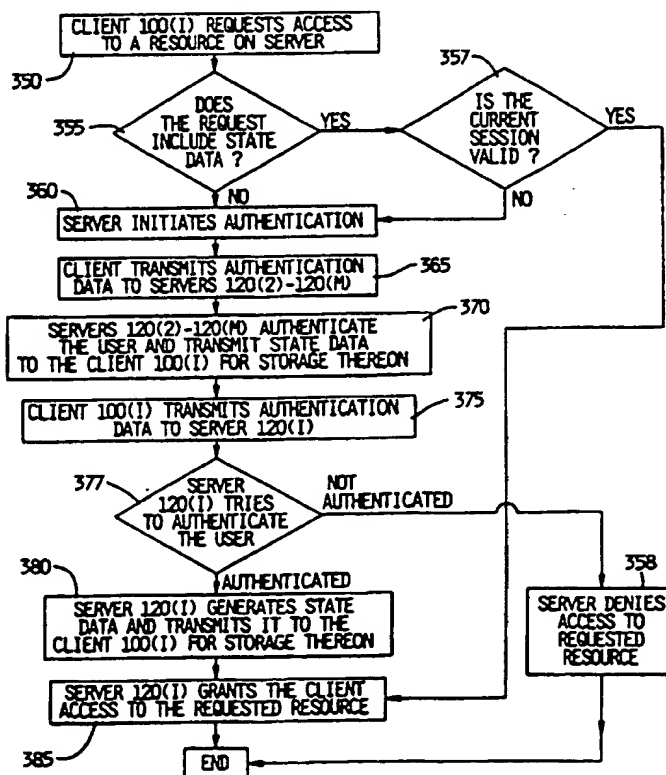 CLIENT 100(I) REQUESTS ACCESS
TO A RESOURCE ON SERVER
350
357
355
DOES
THE REQUEST
INCLUDE STATE
DATA ?
YES
IS THE
CURRENT
SESSION
VALID ?
YES
NO
NO
360
SERVER INITIATES AUTHENTICATION
CLIENT TRANSMITS AUTHENTICATION
DATA TO SERVERS 120(2)-120(M)
365
370
SERVERS 120(2)-120(M) AUTHENTICATE
THE USER AND TRANSMIT STATE DATA
TO THE CLIENT 100(I) FOR STORAGE THEREON
CLIENT 100(I) TRANSMITS AUTHENTICATION
DATA TO SERVER 120(I)
375
377
SERVER
120(I) TRIES
TO AUTHENTICATE
THE USER
NOT
AUTHENTICATED
AUTHENTICATED
380
SERVER 120(I) GENERATES STATE
DATA AND TRANSMITS IT TO THE
CLIENT 100(I) FOR STORAGE THEREON
358
SERVER DENIES
ACCESS TO
REQUESTED
RESOURCE
SERVER 120(I) GRANTS THE CLIENT
ACCESS TO THE REQUESTED RESOURCE
385
END